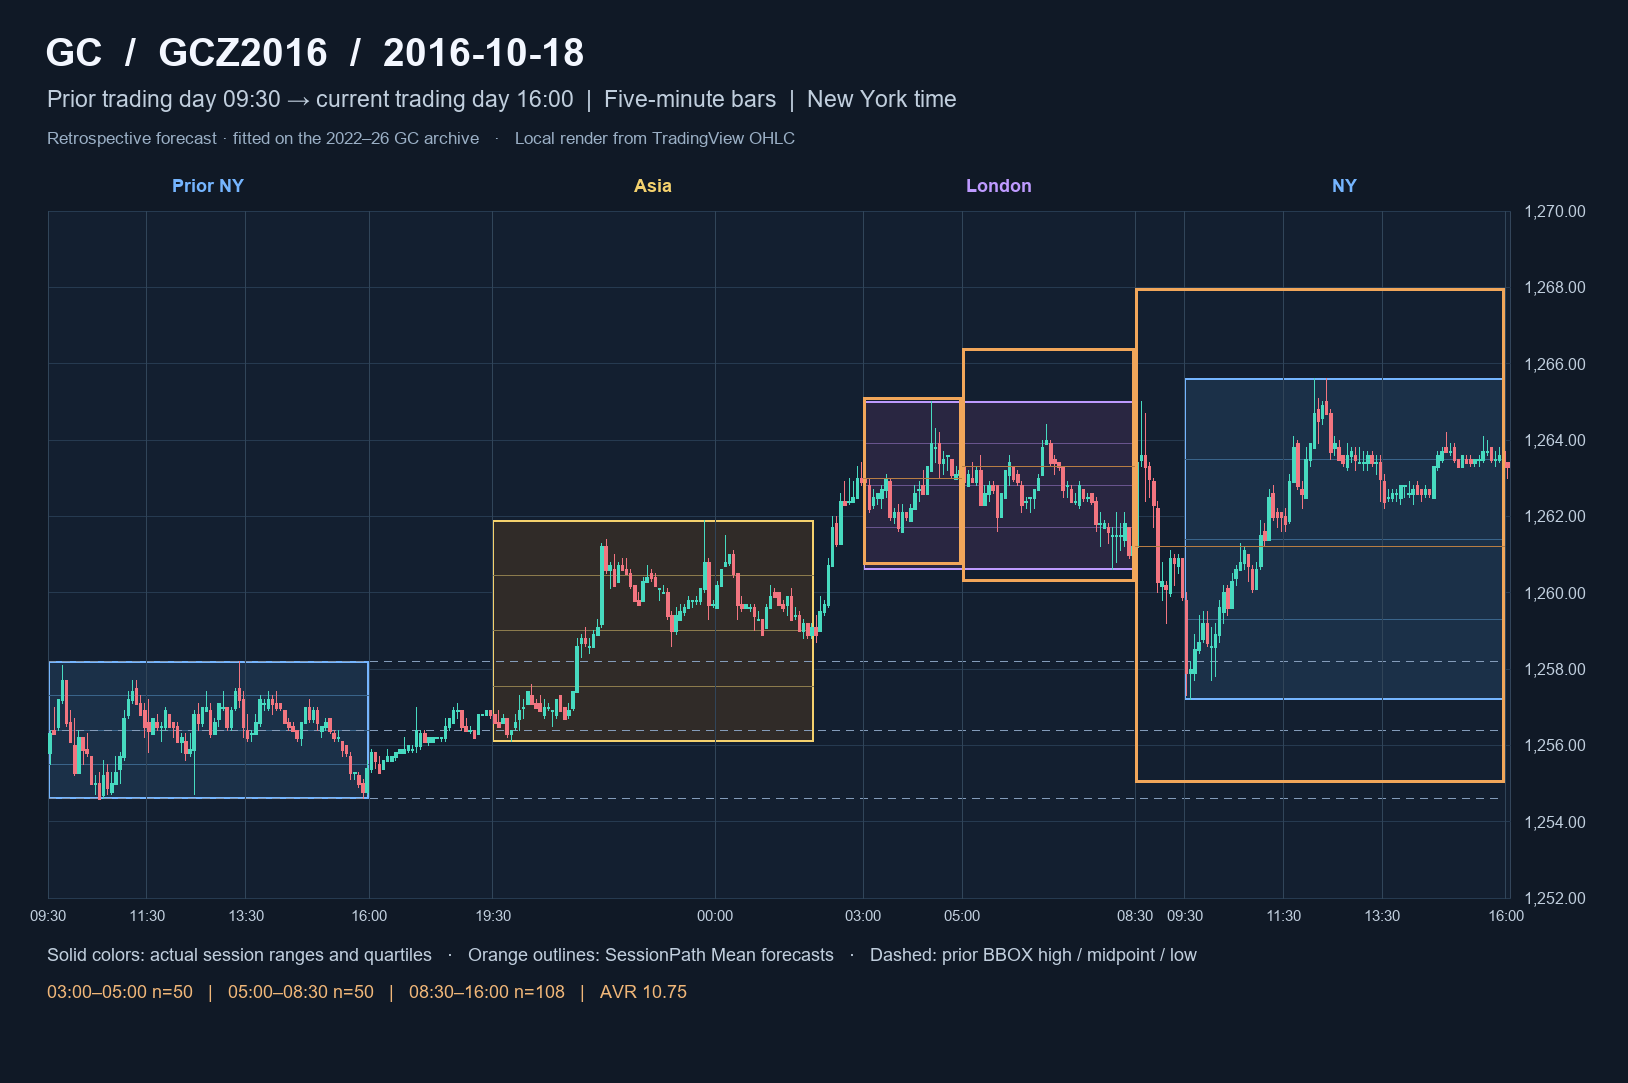 GC / GCZ2016 / 2016-10-18
Prior trading day 09:30 → current trading day 16:00 | Five-minute bars | New York time
Retrospective forecast · fitted on the 2022–26 GC archive · Local render from TradingView OHLC
Prior NY Asia London NY
1,270.00
1,268.00
1,266.00
1,264.00
1,262.00
1,260.00
1,258.00
1,256.00
1,254.00
1,252.00
09:30 11:30 13:30 16:00 19:30 00:00 03:00 05:00 08:30 09:30 11:30 13:30 16:00
Solid colors: actual session ranges and quartiles · Orange outlines: SessionPath Mean forecasts · Dashed: prior BBOX high / midpoint / low
03:00–05:00 n=50 | 05:00–08:30 n=50 | 08:30–16:00 n=108 | AVR 10.75